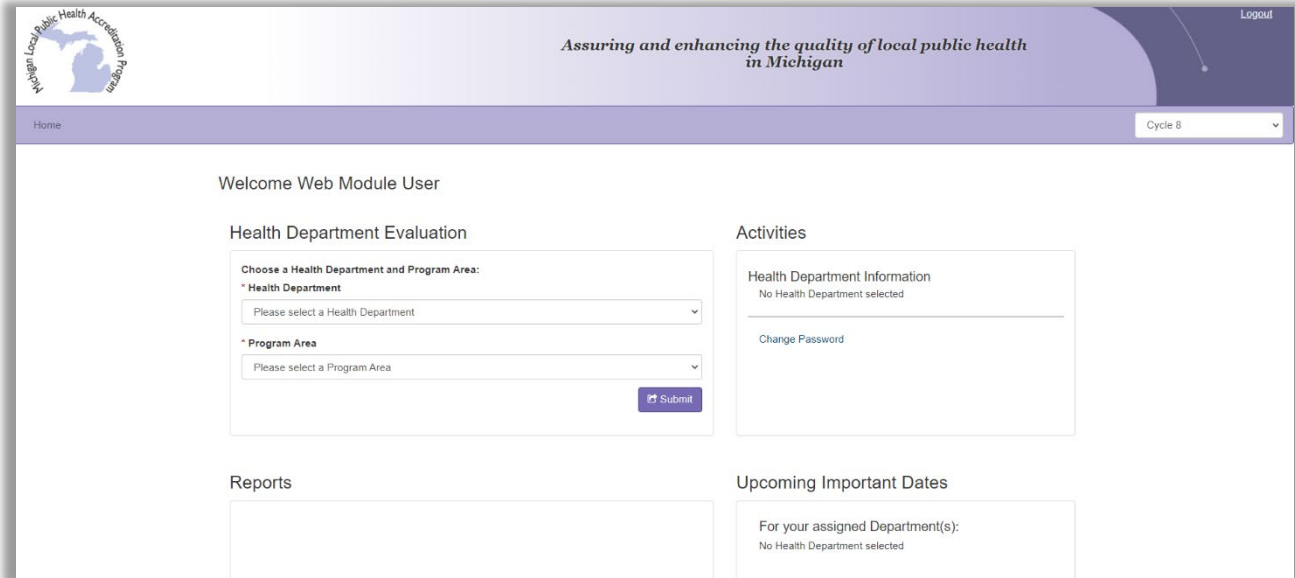 Michigan Local Public Health Accreditation Program
Logout
Assuring and enhancing the quality of local public health
in Michigan
Home
Cycle 8
Welcome Web Module User
Health Department Evaluation
Choose a Health Department and Program Area:
* Health Department
Please select a Health Department
* Program Area
Please select a Program Area
Submit
Activities
Health Department Information
No Health Department selected
Change Password
Reports
Upcoming Important Dates
For your assigned Department(s):
No Health Department selected